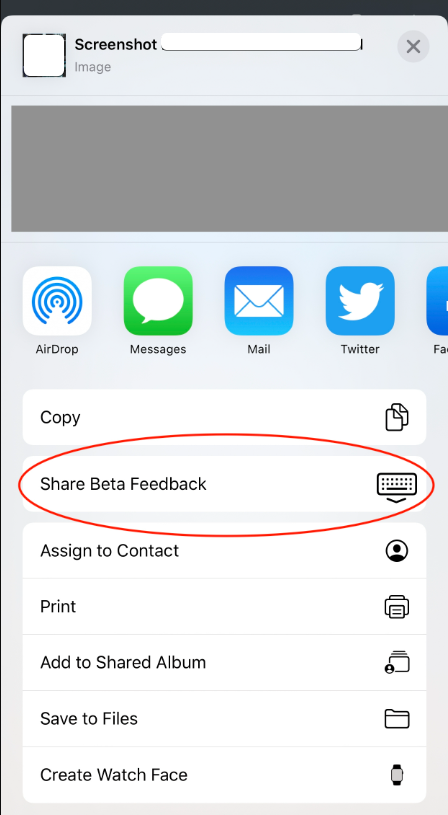 Screenshot
Image
AirDrop
Messages
Mail
Twitter
Copy
Share Beta Feedback
Assign to Contact
Print
Add to Shared Album
Save to Files
Create Watch Face